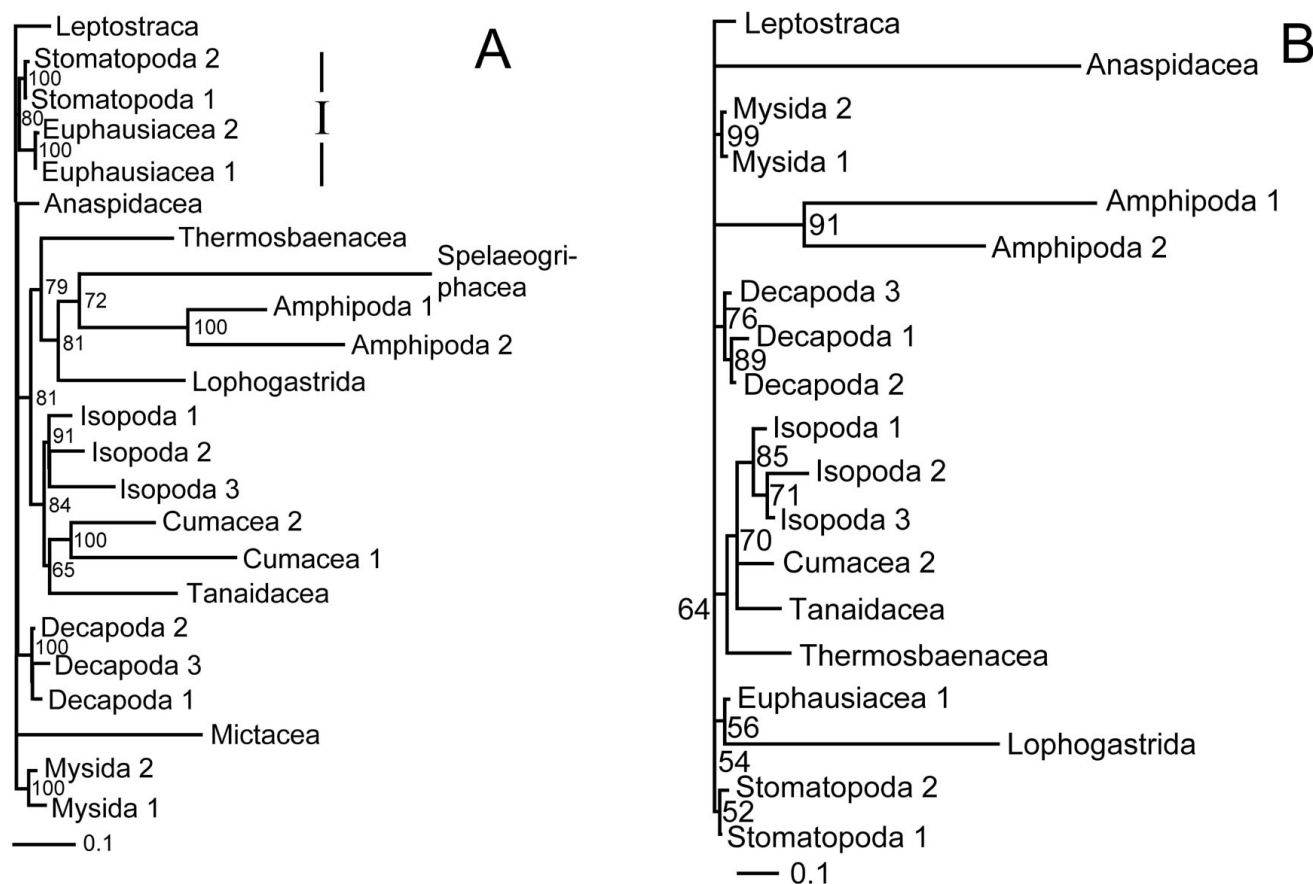 A
Leptostraca
Stomatopoda 2
100
Stomatopoda 1
80
I
Euphausiacea 2
100
Euphausiacea 1
Anaspidacea
Thermosbaenacea
Spelaeogri-
phacea
79
72
Amphipoda 1
100
Amphipoda 2
81
Lophogastrida
81
Isopoda 1
91
Isopoda 2
Isopoda 3
84
Cumacea 2
100
Cumacea 1
65
Tanaidacea
Decapoda 2
100
Decapoda 3
Decapoda 1
Mictacea
Mysida 2
100
Mysida 1
0.1
B
Leptostraca
Anaspidacea
Mysida 2
99
Mysida 1
Amphipoda 1
91
Amphipoda 2
Decapoda 3
76
Decapoda 1
89
Decapoda 2
Isopoda 1
85
Isopoda 2
71
Isopoda 3
70
Cumacea 2
64
Tanaidacea
Thermosbaenacea
Euphausiacea 1
56
Lophogastrida
54
Stomatopoda 2
52
Stomatopoda 1
0.1